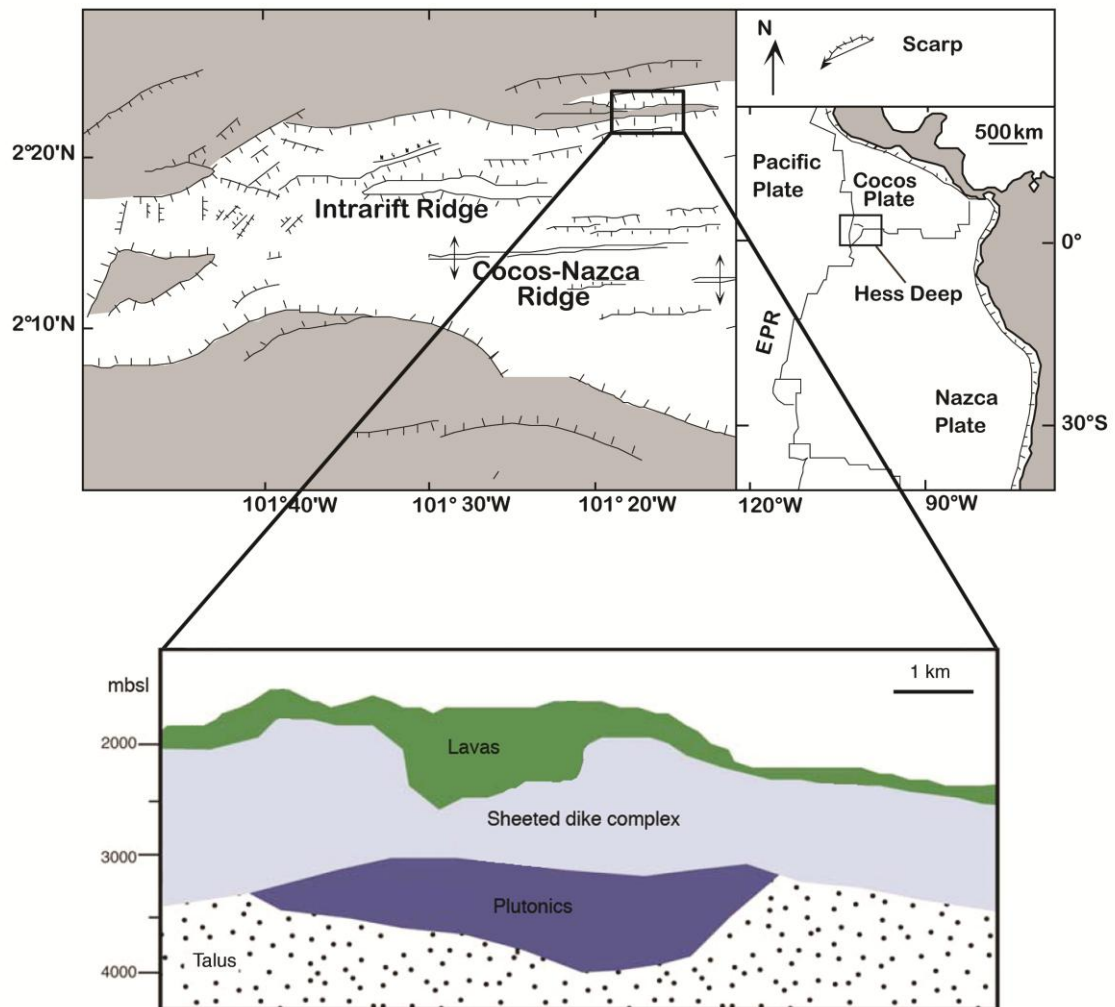 N
Scarp
500 km
Pacific
Plate
Cocos
Plate
0°
Hess Deep
EPR
Nazca
Plate
30°S
120°W
90°W
2°20'N
Intrarift Ridge
Cocos-Nazca
Ridge
2°10'N
101°40'W
101° 30'W
101°20'W
mbsl
1 km
2000
Lavas
Sheeted dike complex
3000
Plutonics
Talus
4000